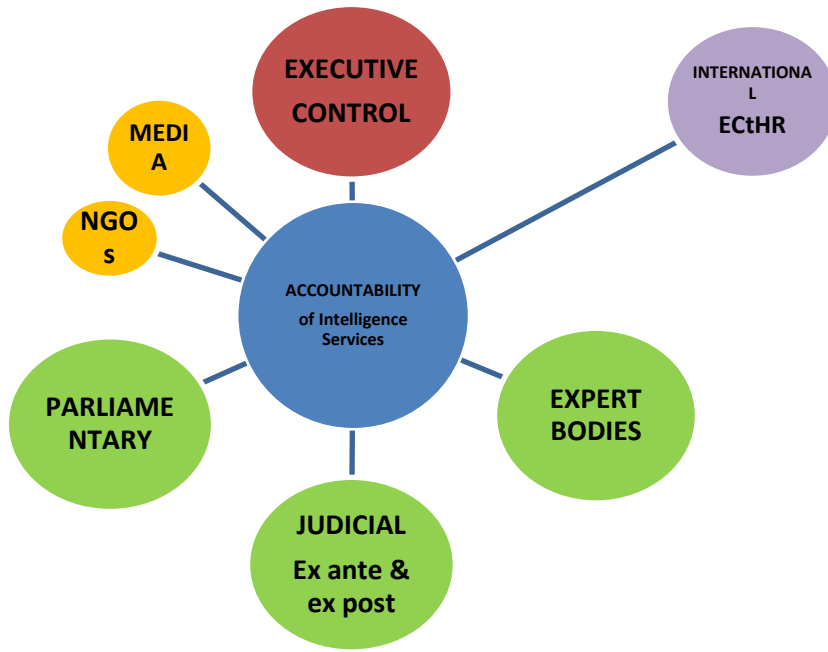 EXECUTIVE
CONTROL
INTERNATIONA
L
ECtHR
MEDI
A
NGO
s
ACCOUNTABILITY
of Intelligence
Services
PARLIAME
NTARY
EXPERT
BODIES
JUDICIAL
Ex ante &
ex post